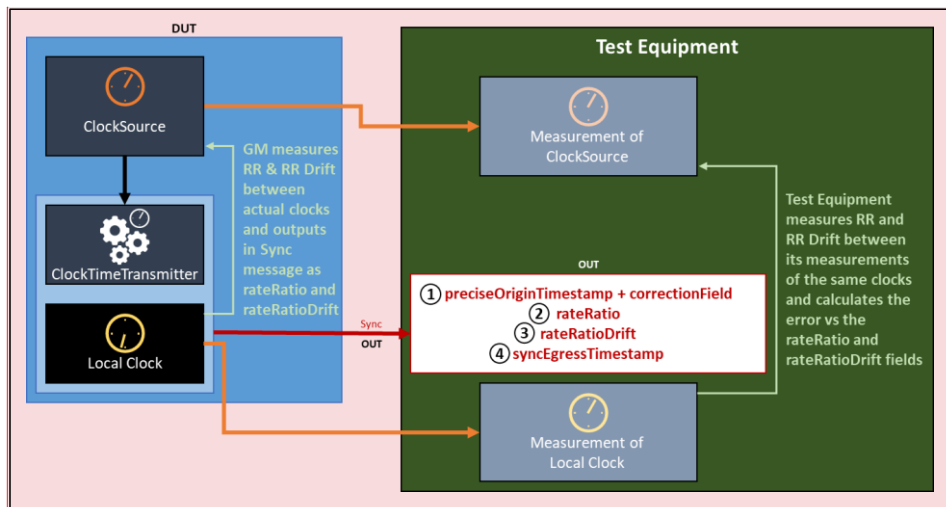 DUT
ClockSource
GM measures
RR & RR Drift
between
actual clocks
and outputs
in Sync
message as
rateRatio and
rateRatioDrift
ClockTimeTransmitter
Local Clock
Sync
OUT
Test Equipment
Measurement of
ClockSource
OUT
1 preciseOriginTimestamp + correctionField
2 rateRatio
3 rateRatioDrift
4 syncEgressTimestamp
Measurement of
Local Clock
Test Equipment
measures RR and
RR Drift between
its measurements
of the same clocks
and calculates the
error vs the
rateRatio and
rateRatioDrift fields